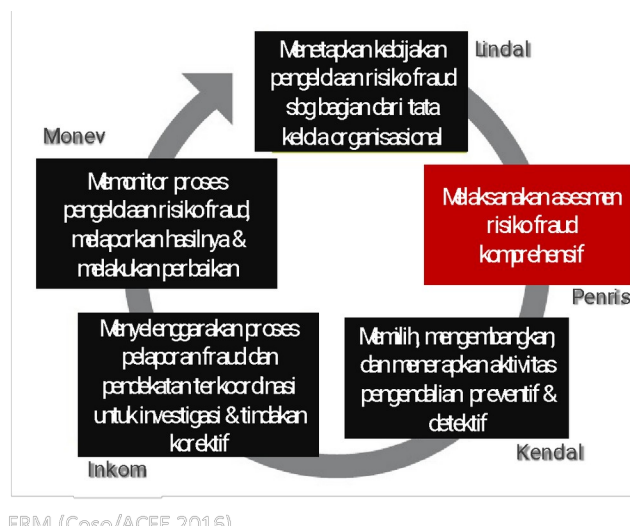 Menetapkan kebijakan
pengeldaan risiko fraud
sbg bagian dari tata
kelola organisasional
Lindal
Melaksanakan asesmen
risiko fraud
komprehensif
Penris
Memilih, mengembangkan,
dan menerapkan aktivitas
pengendalian preventif &
detektif
Kendal
Menyelenggarakan proses
pelaporan fraud dan
pendekatan terkoordinasi
untuk investigasi & tindakan
korektif
Inkom
Monev
Memonitor proses
pengeldaan risiko fraud,
melaporkan hasilnya &
melakukan perbaikan
FRM (Coso/ACFE 2016)